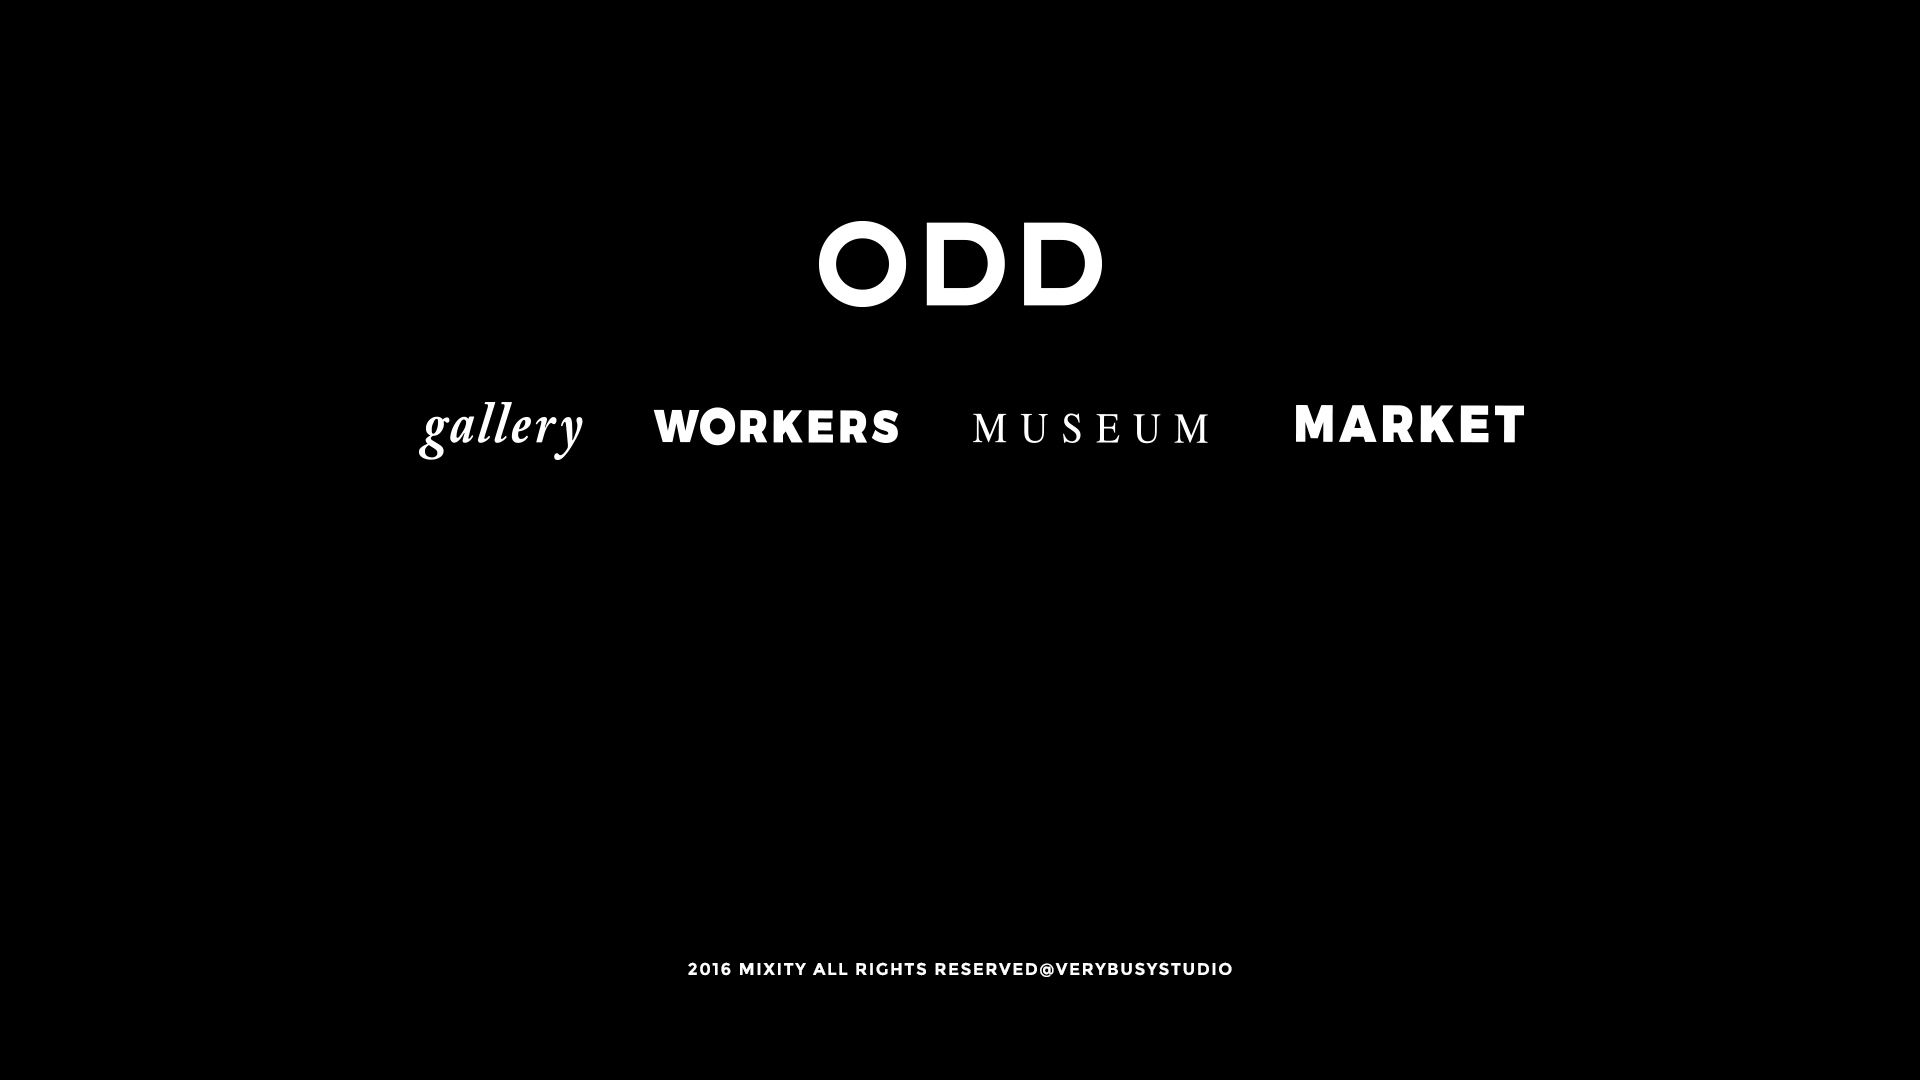 ODD
gallery WORKERS MUSEUM MARKET
2016 MIXITY ALL RIGHTS RESERVED@VERYBUSYSTUDIO